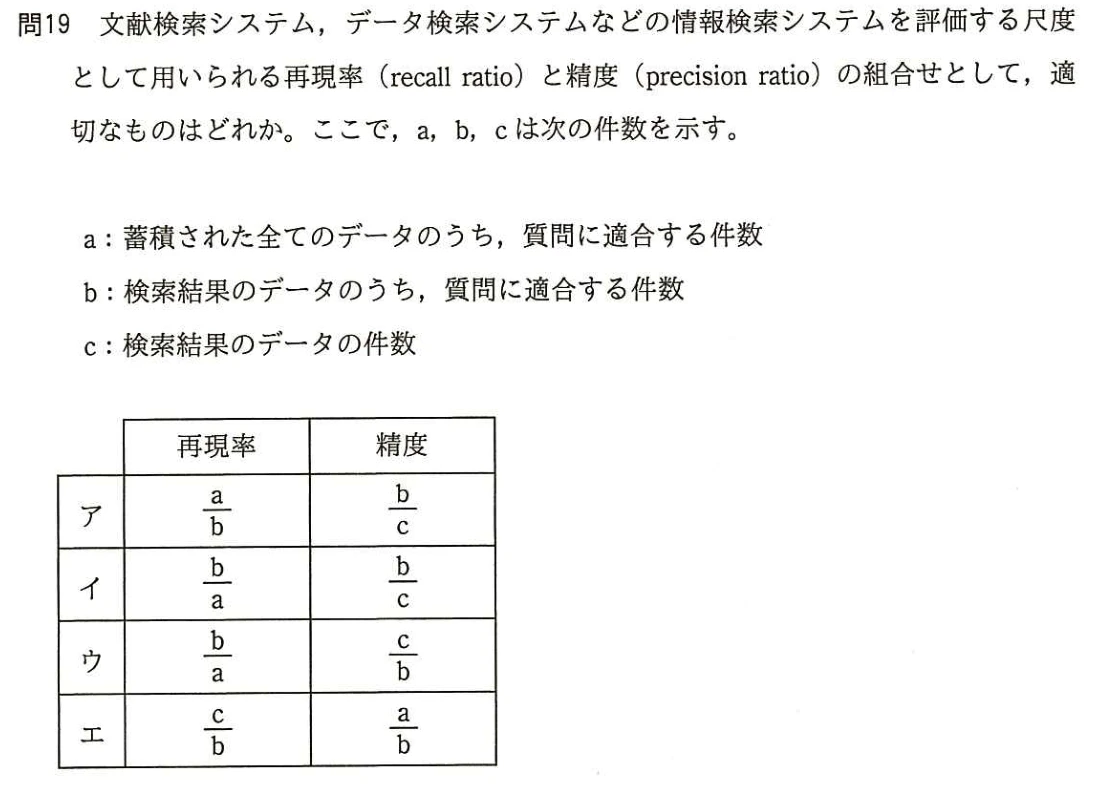 問19 文献検索システム，データ検索システムなどの情報検索システムを評価する尺度
として用いられる再現率（recall ratio）と精度（precision ratio）の組合せとして，適
切なものはどれか。ここで，a，b，c は次の件数を示す。
a：蓄積された全てのデータのうち，質問に適合する件数
b：検索結果のデータのうち，質問に適合する件数
c：検索結果のデータの件数
再現率 精度
ア a/b b/c
イ b/a b/c
ウ b/a c/b
エ c/b a/b